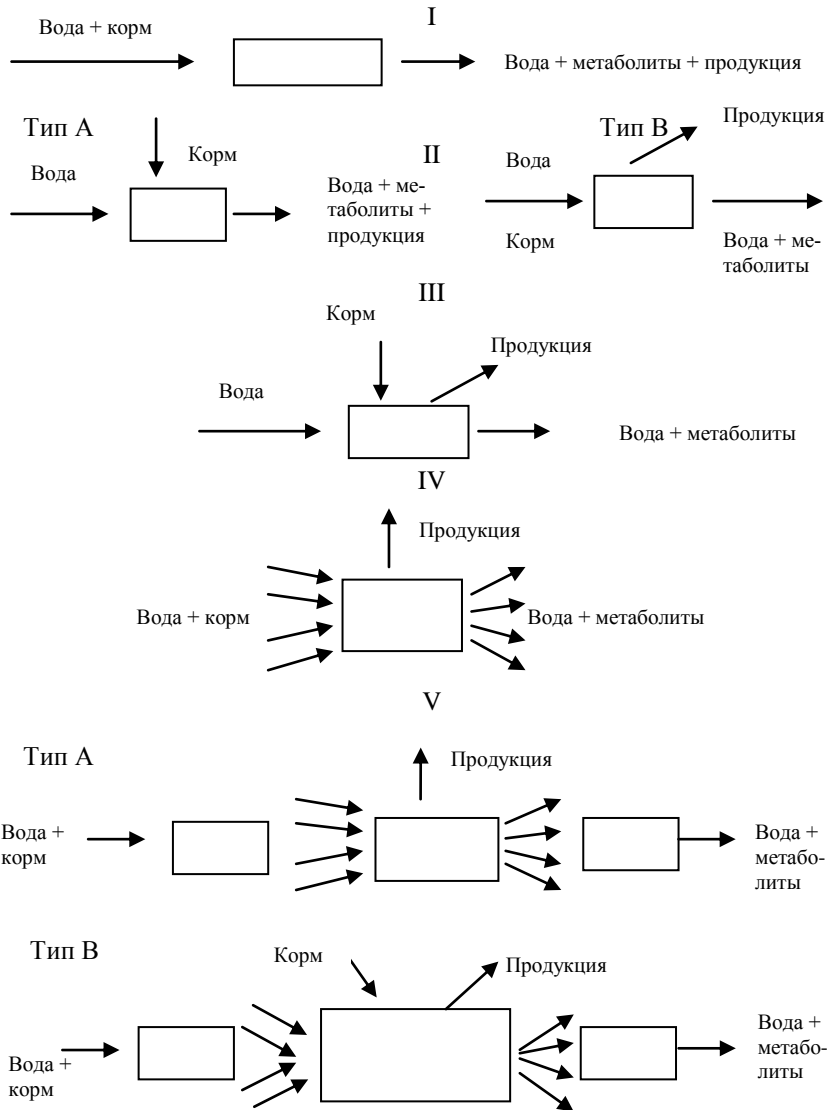 I
Вода + корм
Вода + метаболиты + продукция
Тип А
Корм
Вода
Вода + ме-
таболиты +
продукция
II
Тип В
Продукция
Вода
Корм
Вода + ме-
таболиты
III
Корм
Продукция
Вода
Вода + метаболиты
IV
Продукция
Вода + корм
Вода + метаболиты
V
Тип А
Продукция
Вода +
корм
Вода +
метабо-
литы
Тип В
Корм
Продукция
Вода +
корм
Вода +
метабо-
литы